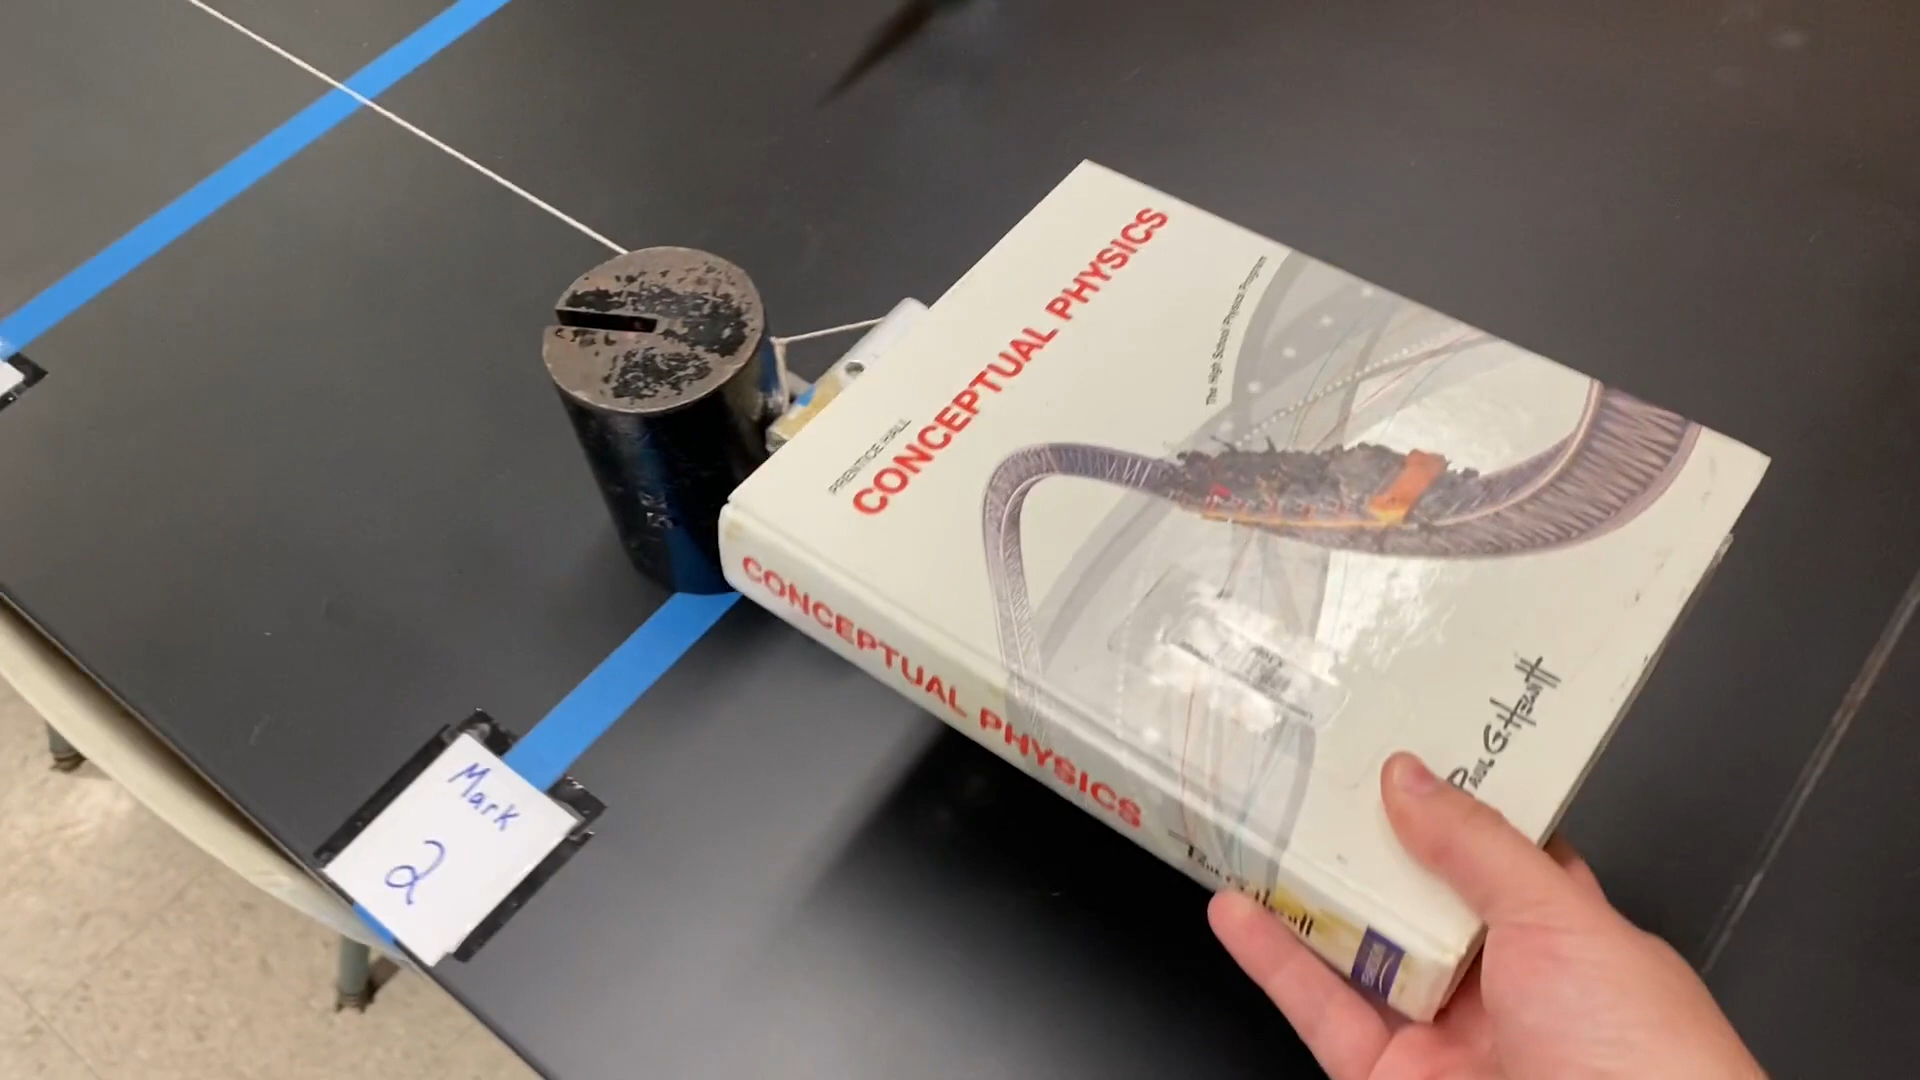 PRENTICE HALL
CONCEPTUAL PHYSICS
The High School Physics Program
CONCEPTUAL PHYSICS
PAUL G. HEWITT
Mark
2